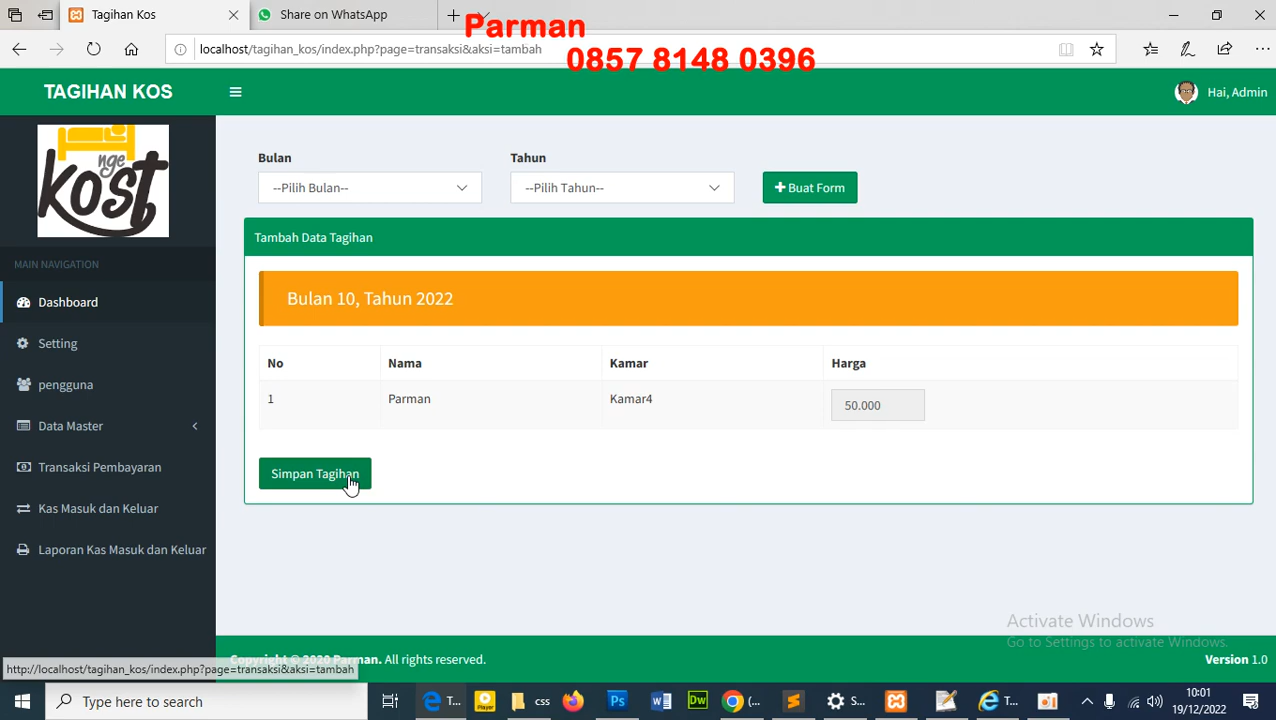 Tagihan Kos
Share on WhatsApp
Parman
0857 8148 0396
localhost/tagihan_kos/index.php?page=transaksi&aksi=tambah
TAGIHAN KOS
Hai, Admin
nge
kost
MAIN NAVIGATION
Dashboard
Setting
pengguna
Data Master
Transaksi Pembayaran
Kas Masuk dan Keluar
Laporan Kas Masuk dan Keluar
Bulan
Tahun
--Pilih Bulan--
--Pilih Tahun--
Buat Form
Tambah Data Tagihan
Bulan 10, Tahun 2022
No
Nama
Kamar
Harga
1
Parman
Kamar4
50.000
Simpan Tagihan
Activate Windows
Go to Settings to activate Windows.
Copyright © 2020 Parman. All rights reserved.
Version 1.0
http://localhost/tagihan_kos/index.php?page=transaksi&aksi=tambah
Type here to search
T...
Player
css
Ps
W
Dw
(...
S...
T...
10:01
19/12/2022